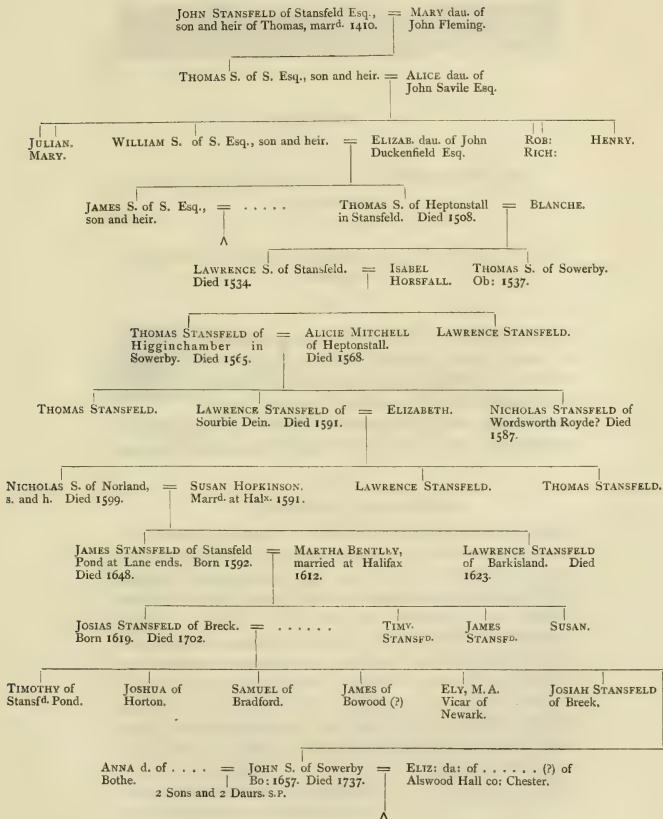 JOHN STANSFELD of Stansfeld Esq., = MARY dau. of
son and heir of Thomas, marrd. 1410. John Fleming.
THOMAS S. of S. Esq., son and heir. = ALICE dau. of
John Savile Esq.
JULIAN. WILLIAM S. of S. Esq., son and heir. = ELIZAB. dau. of John ROB: HENRY.
MARY. Duckenfield Esq. RICH:
JAMES S. of S. Esq., = . . . . . THOMAS S. of Heptonstall = BLANCHE.
son and heir. in Stansfeld. Died 1508.
LAWRENCE S. of Stansfeld. = ISABEL THOMAS S. of Sowerby.
Died 1534. HORSFALL. Ob: 1537.
THOMAS STANSFELD of = ALICIE MITCHELL LAWRENCE STANSFELD.
Higginchamber in of Heptonstall.
Sowerby. Died 1565. Died 1568.
THOMAS STANSFELD. LAWRENCE STANSFELD of = ELIZABETH. NICHOLAS STANSFELD of
Sourbie Dein. Died 1591. Wordsworth Royde? Died
1587.
NICHOLAS S. of Norland, = SUSAN HOPKINSON. LAWRENCE STANSFELD. THOMAS STANSFELD.
s. and h. Died 1599. Marrd. at Halx. 1591.
JAMES STANSFELD of Stansfeld = MARTHA BENTLEY, LAWRENCE STANSFELD
Pond at Lane ends. Born 1592. married at Halifax of Barkisland. Died
Died 1648. 1612. 1623.
JOSIAS STANSFELD of Breck. = . . . . . . TIMY. JAMES SUSAN.
Born 1619. Died 1702. STANSFD. STANSFD.
TIMOTHY of JOSHUA of SAMUEL of JAMES of ELY, M.A. JOSIAH STANSFELD
Stansfd. Pond. Horton. Bradford. Bowood (?) Vicar of of Breek.
Newark.
ANNA d. of . . . . = JOHN S. of Sowerby = ELIZ: da: of . . . . . . (?) of
Bothe. Bo: 1657. Died 1737. Alswood Hall co: Chester.
2 Sons and 2 Daurs. S.P.